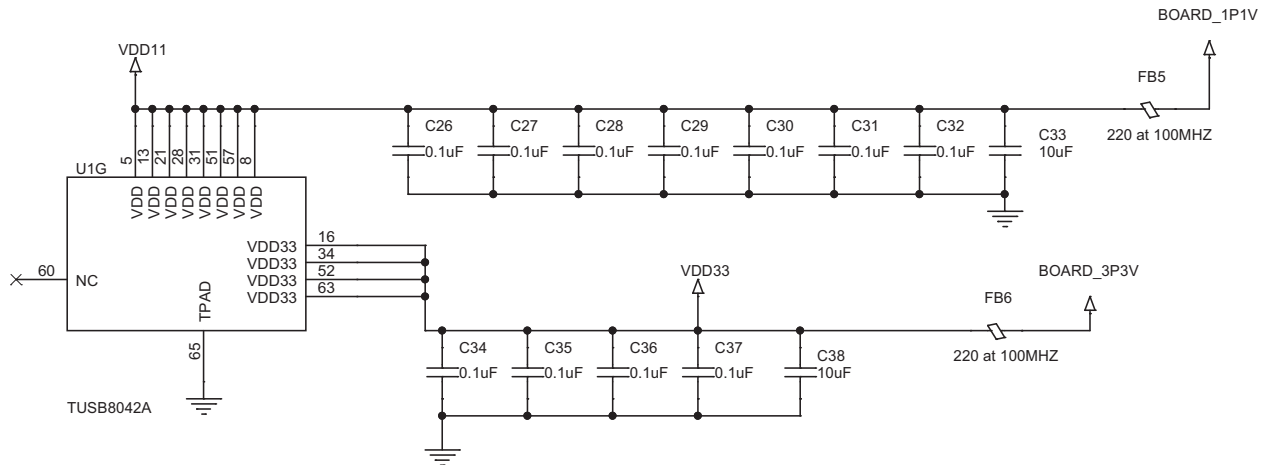 BOARD_1P1V
VDD11
FB5
220 at 100MHZ
C26
0.1uF
C27
0.1uF
C28
0.1uF
C29
0.1uF
C30
0.1uF
C31
0.1uF
C32
0.1uF
C33
10uF
5
13
21
28
31
51
57
8
U1G
VDD
VDD
VDD
VDD
VDD
VDD
VDD
VDD
VDD33 16
VDD33 34
VDD33 52
VDD33 63
60 NC
TPAD
65
TUSB8042A
VDD33
BOARD_3P3V
FB6
220 at 100MHZ
C34
0.1uF
C35
0.1uF
C36
0.1uF
C37
0.1uF
C38
10uF